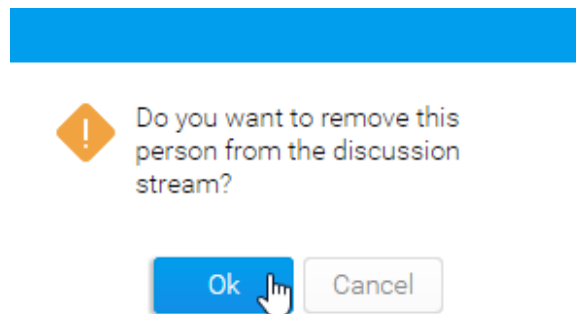 Do you want to remove this
person from the discussion
stream?
Ok
Cancel